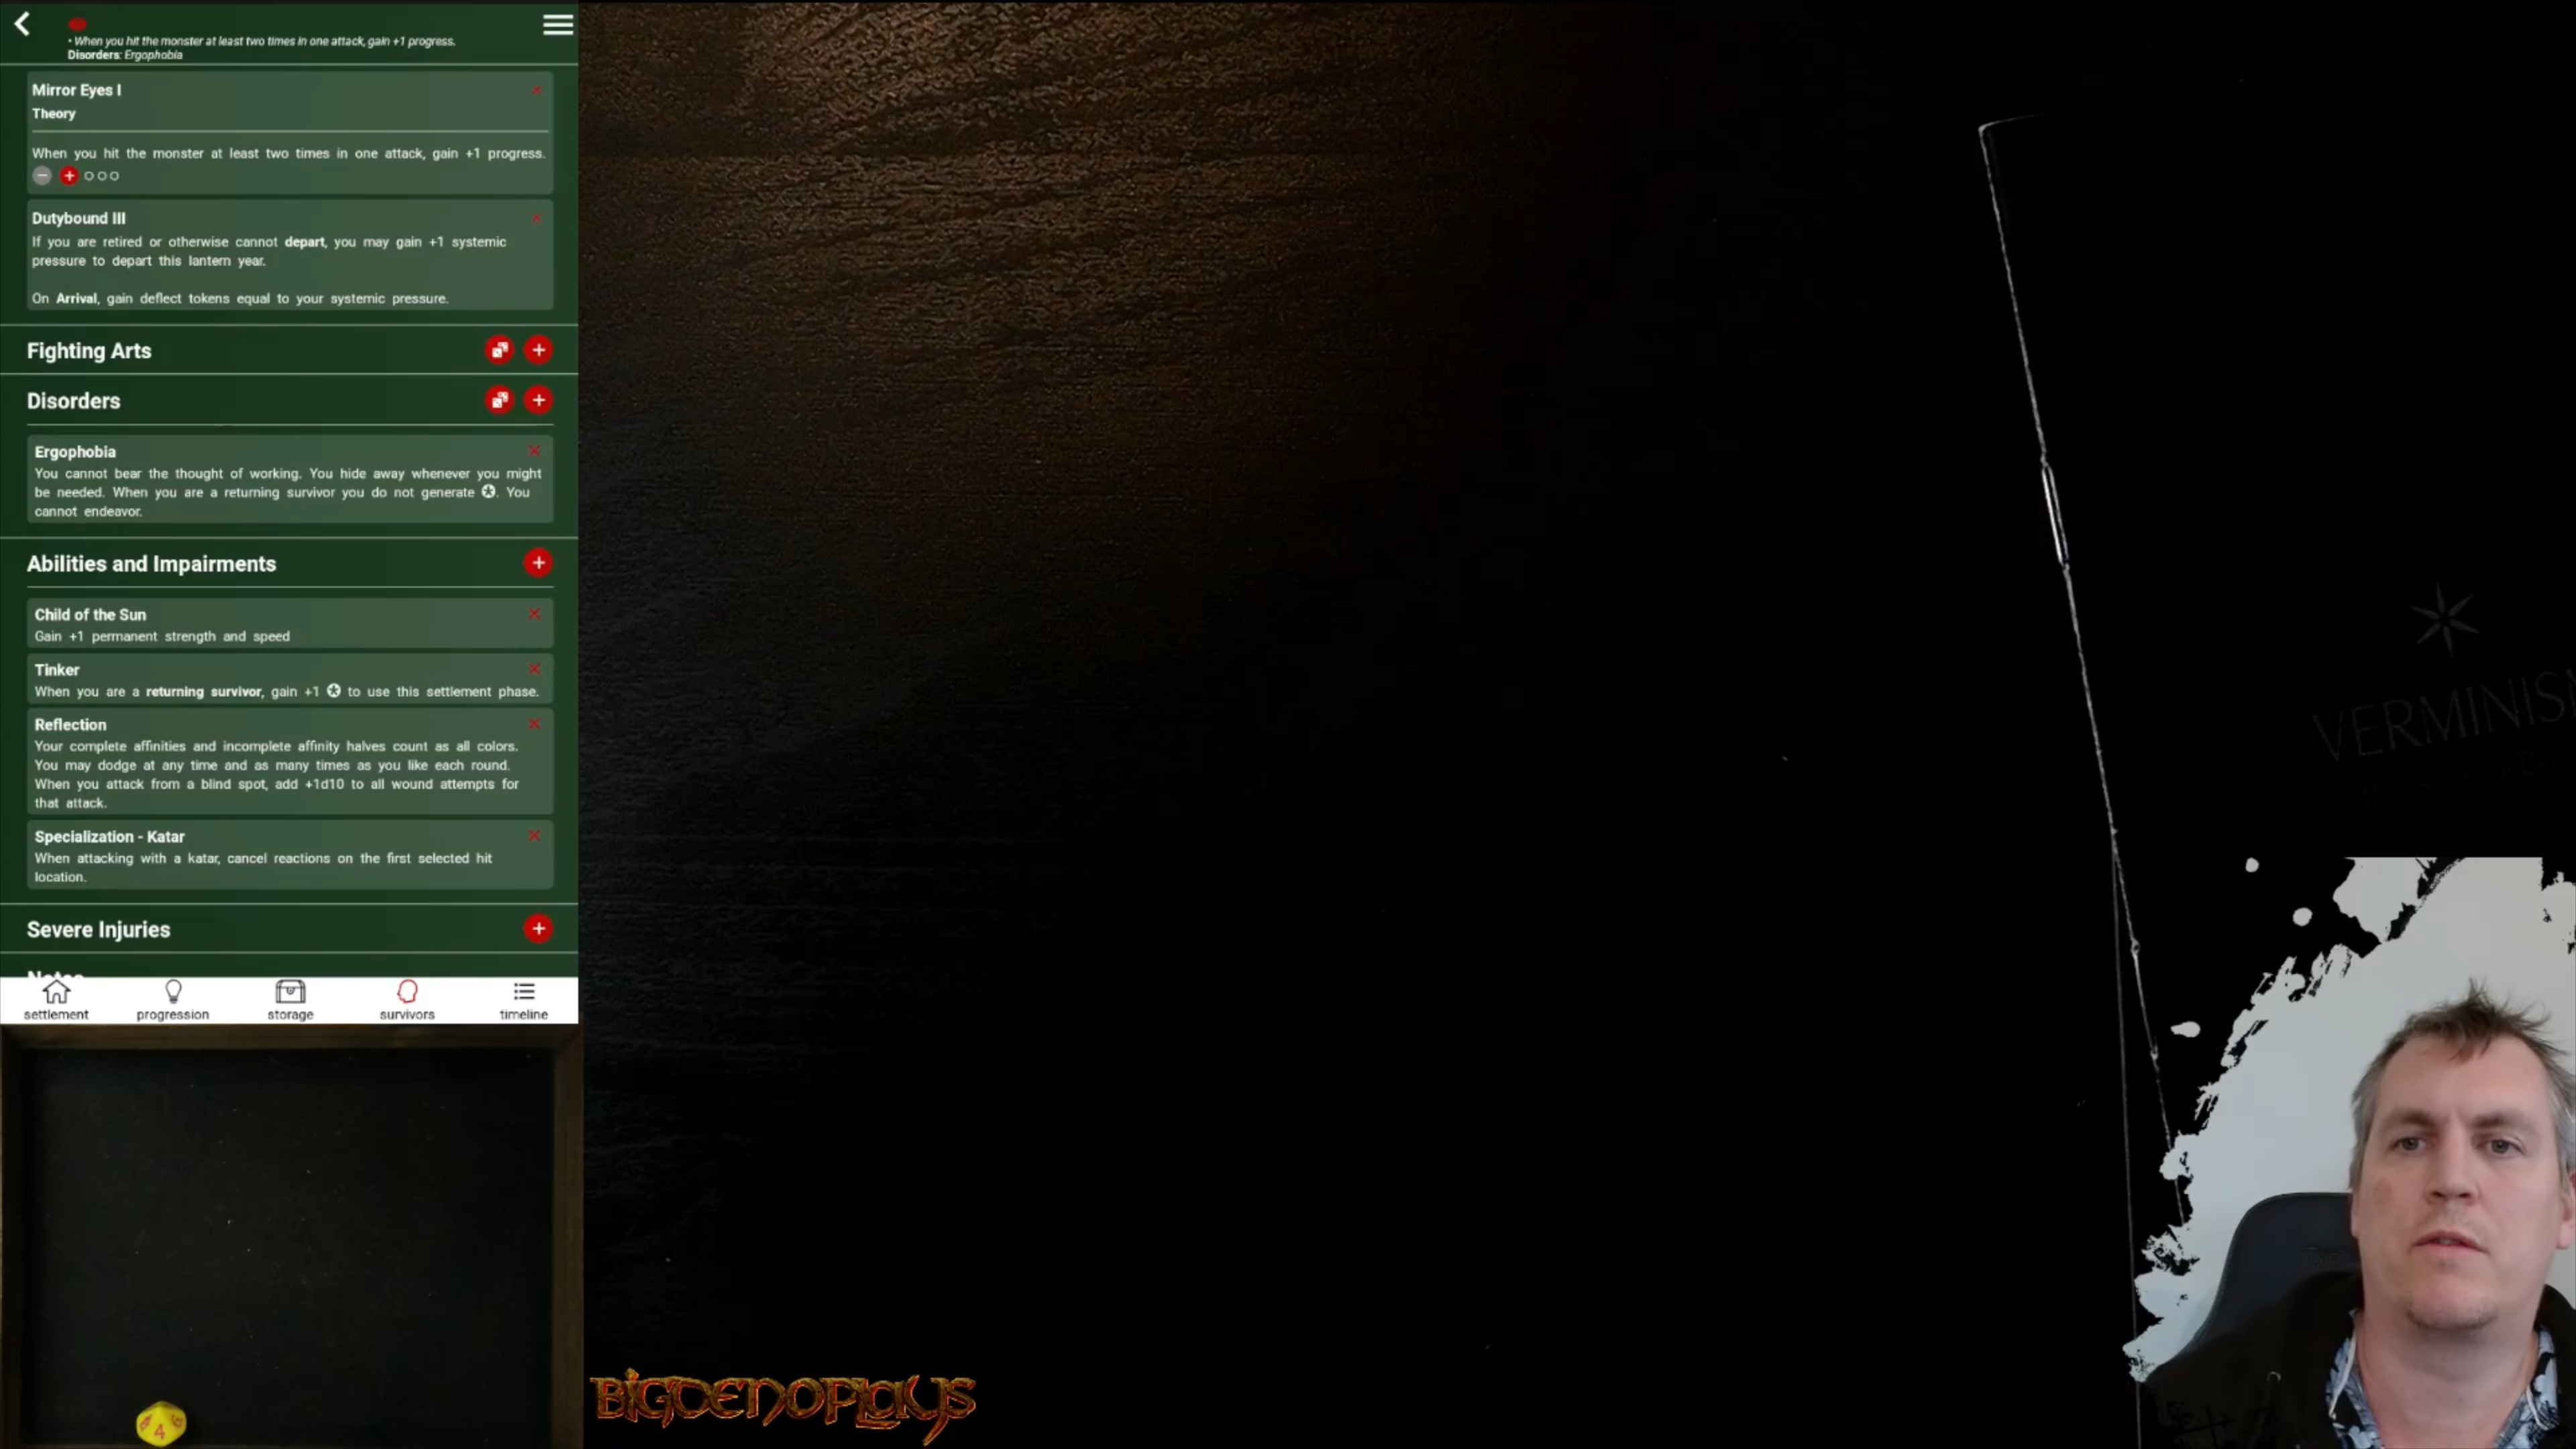 • When you hit the monster at least two times in one attack, gain +1 progress.
Disorders: Ergophobia
Mirror Eyes I
Theory
When you hit the monster at least two times in one attack, gain +1 progress.
Dutybound III
If you are retired or otherwise cannot depart, you may gain +1 systemic
pressure to depart this lantern year.
On Arrival, gain deflect tokens equal to your systemic pressure.
Fighting Arts
Disorders
Ergophobia
You cannot bear the thought of working. You hide away whenever you might
be needed. When you are a returning survivor you do not generate . You
cannot endeavor.
Abilities and Impairments
Child of the Sun
Gain +1 permanent strength and speed
Tinker
When you are a returning survivor, gain +1 to use this settlement phase.
Reflection
Your complete affinities and incomplete affinity halves count as all colors.
You may dodge at any time and as many times as you like each round.
When you attack from a blind spot, add +1d10 to all wound attempts for
that attack.
Specialization - Katar
When attacking with a katar, cancel reactions on the first selected hit
location.
Severe Injuries
Notes
settlement progression storage survivors timeline
4
BIGDENOPLAYS
VERMINISM